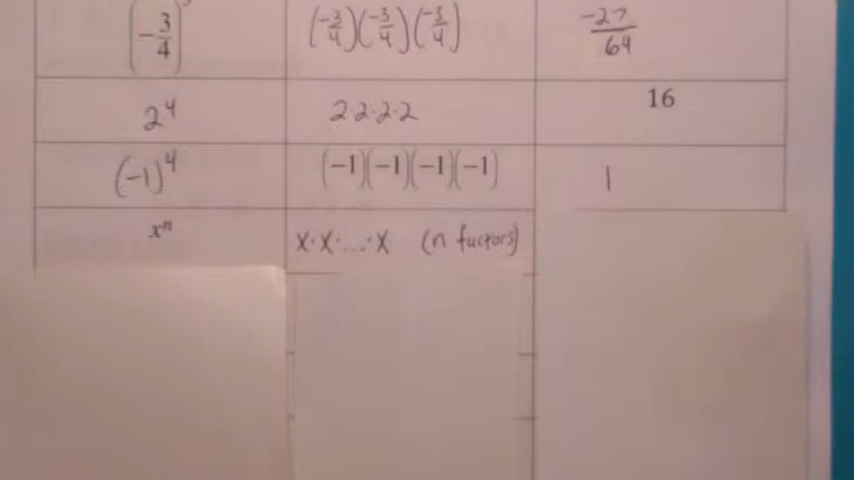 (-3/4)³ (-3/4)(-3/4)(-3/4) -27/64
2⁴ 2·2·2·2 16
(-1)⁴ (-1)(-1)(-1)(-1) 1
xⁿ x·x·...·x (n factors)